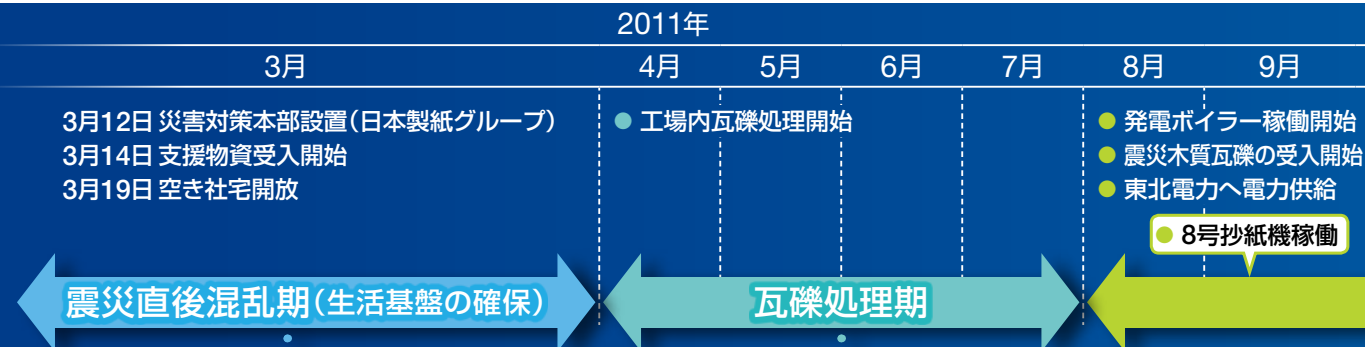 2011年
3月 4月 5月 6月 7月 8月 9月
3月12日 災害対策本部設置（日本製紙グループ）
3月14日 支援物資受入開始
3月19日 空き社宅開放
● 工場内瓦礫処理開始
● 発電ボイラー稼働開始
● 震災木質瓦礫の受入開始
● 東北電力へ電力供給
● 8号抄紙機稼働
震災直後混乱期（生活基盤の確保）
瓦礫処理期